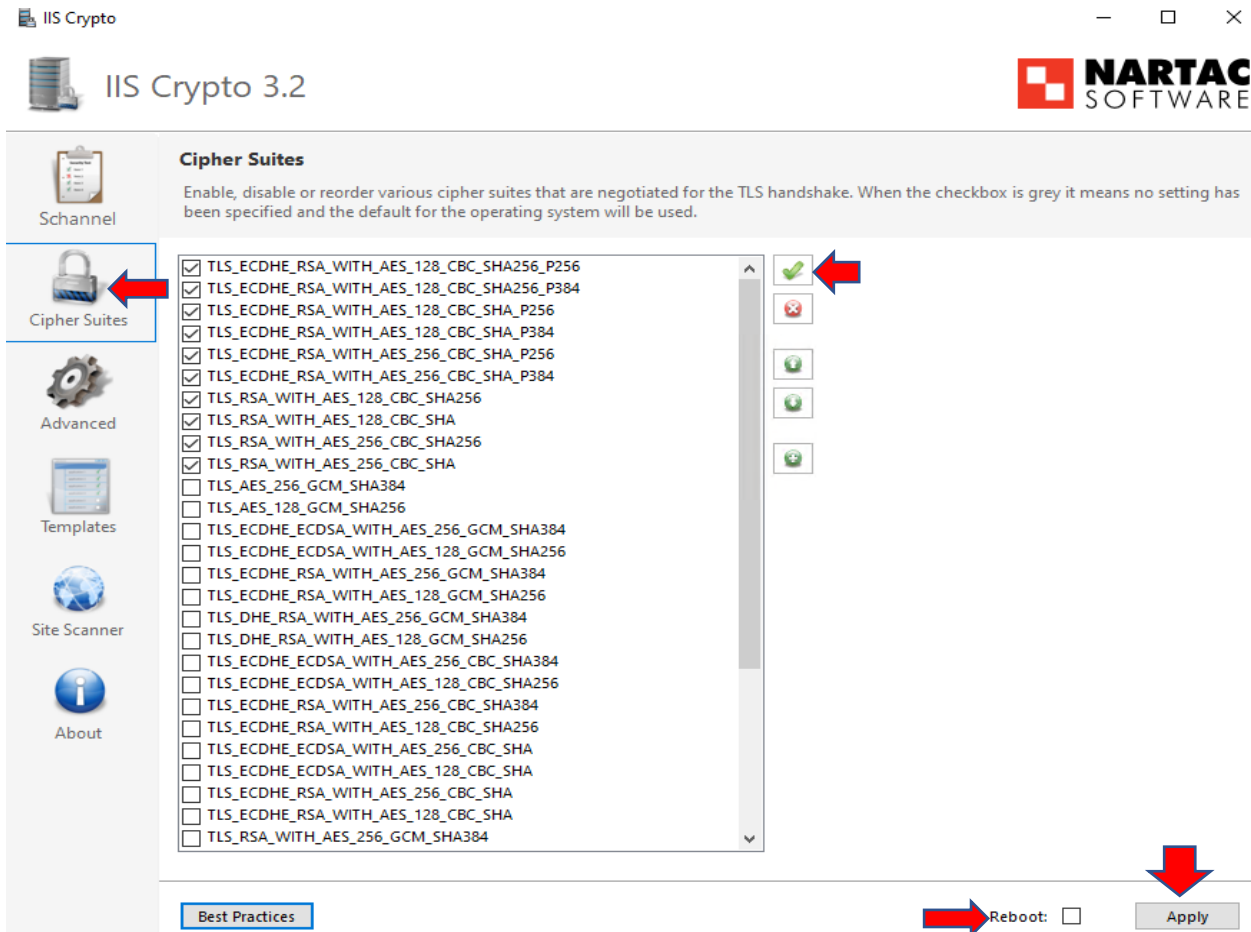 IIS Crypto
IIS Crypto 3.2
NARTAC
SOFTWARE
Schannel
Cipher Suites
Advanced
Templates
Site Scanner
About
Cipher Suites
Enable, disable or reorder various cipher suites that are negotiated for the TLS handshake. When the checkbox is grey it means no setting has
been specified and the default for the operating system will be used.
TLS_ECDHE_RSA_WITH_AES_128_CBC_SHA256_P256
TLS_ECDHE_RSA_WITH_AES_128_CBC_SHA256_P384
TLS_ECDHE_RSA_WITH_AES_128_CBC_SHA_P256
TLS_ECDHE_RSA_WITH_AES_128_CBC_SHA_P384
TLS_ECDHE_RSA_WITH_AES_256_CBC_SHA_P256
TLS_ECDHE_RSA_WITH_AES_256_CBC_SHA_P384
TLS_RSA_WITH_AES_128_CBC_SHA256
TLS_RSA_WITH_AES_128_CBC_SHA
TLS_RSA_WITH_AES_256_CBC_SHA256
TLS_RSA_WITH_AES_256_CBC_SHA
TLS_AES_256_GCM_SHA384
TLS_AES_128_GCM_SHA256
TLS_ECDHE_ECDSA_WITH_AES_256_GCM_SHA384
TLS_ECDHE_ECDSA_WITH_AES_128_GCM_SHA256
TLS_ECDHE_RSA_WITH_AES_256_GCM_SHA384
TLS_ECDHE_RSA_WITH_AES_128_GCM_SHA256
TLS_DHE_RSA_WITH_AES_256_GCM_SHA384
TLS_DHE_RSA_WITH_AES_128_GCM_SHA256
TLS_ECDHE_ECDSA_WITH_AES_256_CBC_SHA384
TLS_ECDHE_ECDSA_WITH_AES_128_CBC_SHA256
TLS_ECDHE_RSA_WITH_AES_256_CBC_SHA384
TLS_ECDHE_RSA_WITH_AES_128_CBC_SHA256
TLS_ECDHE_ECDSA_WITH_AES_256_CBC_SHA
TLS_ECDHE_ECDSA_WITH_AES_128_CBC_SHA
TLS_ECDHE_RSA_WITH_AES_256_CBC_SHA
TLS_ECDHE_RSA_WITH_AES_128_CBC_SHA
TLS_RSA_WITH_AES_256_GCM_SHA384
Best Practices
Reboot:
Apply